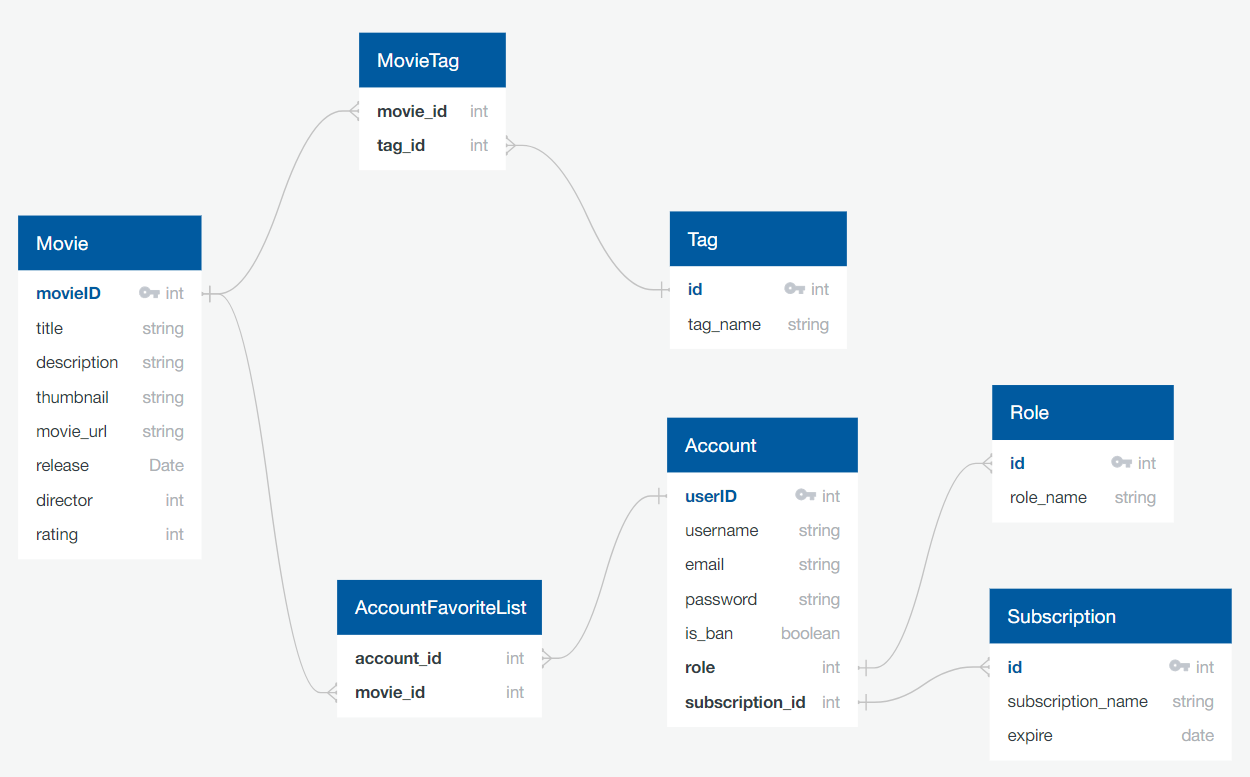 MovieTag
movie_id int
tag_id int
Movie
movieID int
title string
description string
thumbnail string
movie_url string
release Date
director int
rating int
Tag
id int
tag_name string
Account
userID int
username string
email string
password string
is_ban boolean
role int
subscription_id int
Role
id int
role_name string
AccountFavoriteList
account_id int
movie_id int
Subscription
id int
subscription_name string
expire date